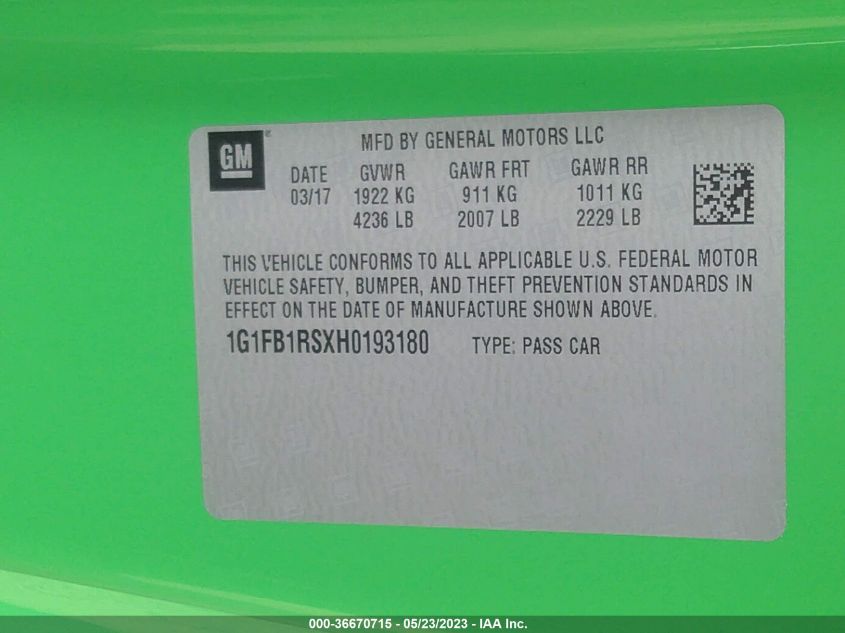 GM
MFD BY GENERAL MOTORS LLC
DATE GVWR GAWR FRT GAWR RR
03/17 1922 KG 911 KG 1011 KG
4236 LB 2007 LB 2229 LB
THIS VEHICLE CONFORMS TO ALL APPLICABLE U.S. FEDERAL MOTOR
VEHICLE SAFETY, BUMPER, AND THEFT PREVENTION STANDARDS IN
EFFECT ON THE DATE OF MANUFACTURE SHOWN ABOVE.
1G1FB1RSXH0193180 TYPE: PASS CAR
000-36670715 - 05/23/2023 - IAA Inc.